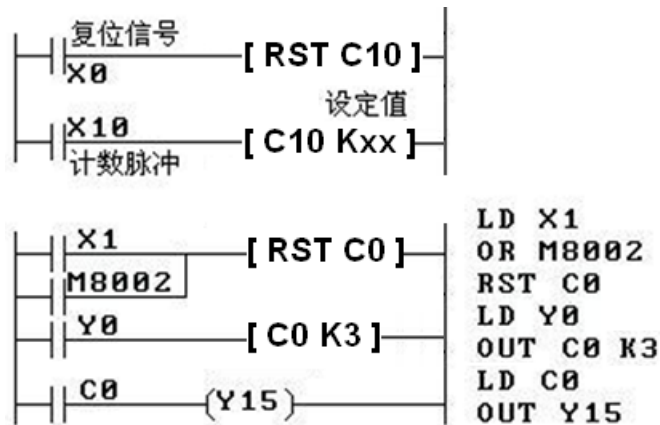 复位信号
X0
[ RST C10 ]
设定值
X10
[ C10 Kxx ]
计数脉冲
X1
[ RST C0 ]
M8002
Y0
[ C0 K3 ]
C0
(Y15)
LD X1
OR M8002
RST C0
LD Y0
OUT C0 K3
LD C0
OUT Y15